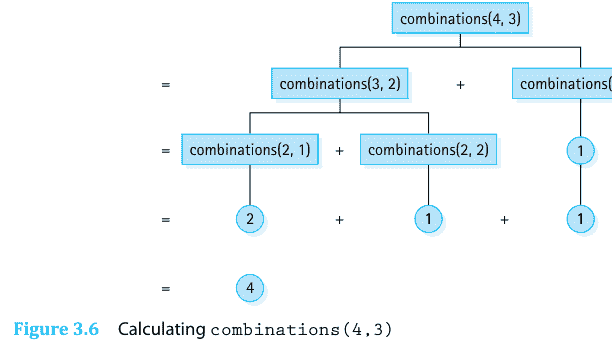 combinations(4, 3)
= combinations(3, 2) + combinations(
= combinations(2, 1) + combinations(2, 2) 1
= 2 + 1 + 1
= 4
Figure 3.6 Calculating combinations(4,3)